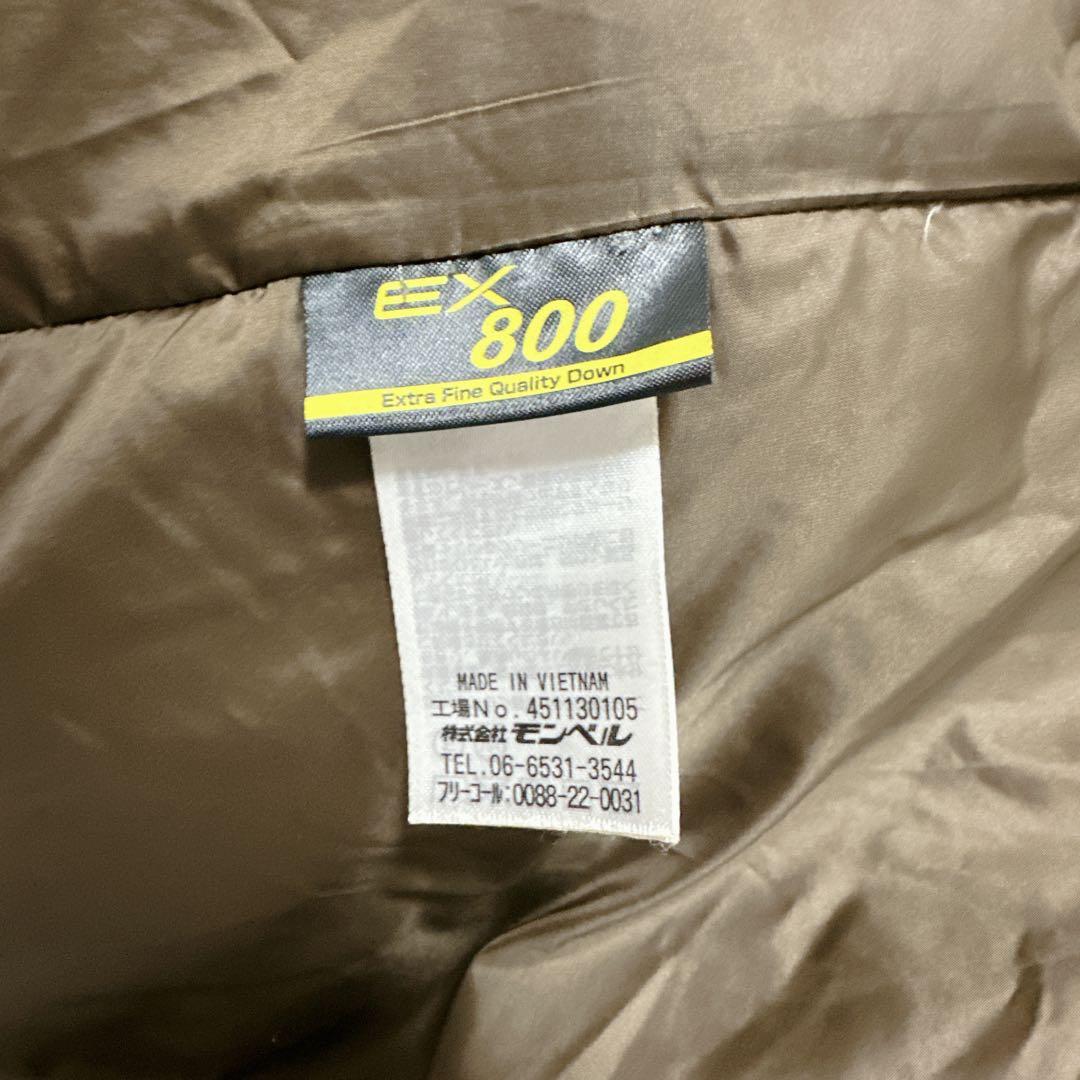 EX
800
Extra Fine Quality Down
MADE IN VIETNAM
工場No.451130105
株式会社モンベル
TEL.06-6531-3544
フリーコール:0088-22-0031